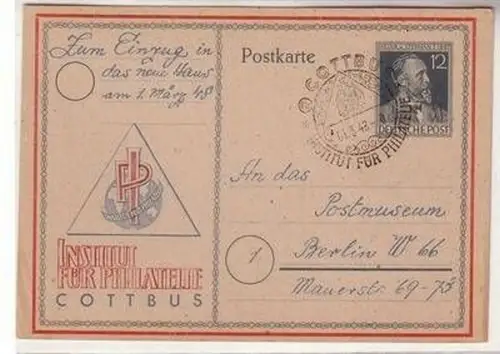 Zum Einzug in
das neue Haus
am 1. März 48
Postkarte
12
DEUTSCHE POST
COTTBUS
INSTITUT FÜR PHILATELIE
An das
Postmuseum
1
Berlin W 66
Mauerstr. 69-75
INSTITUT
FÜR PHILATELIE
COTTBUS